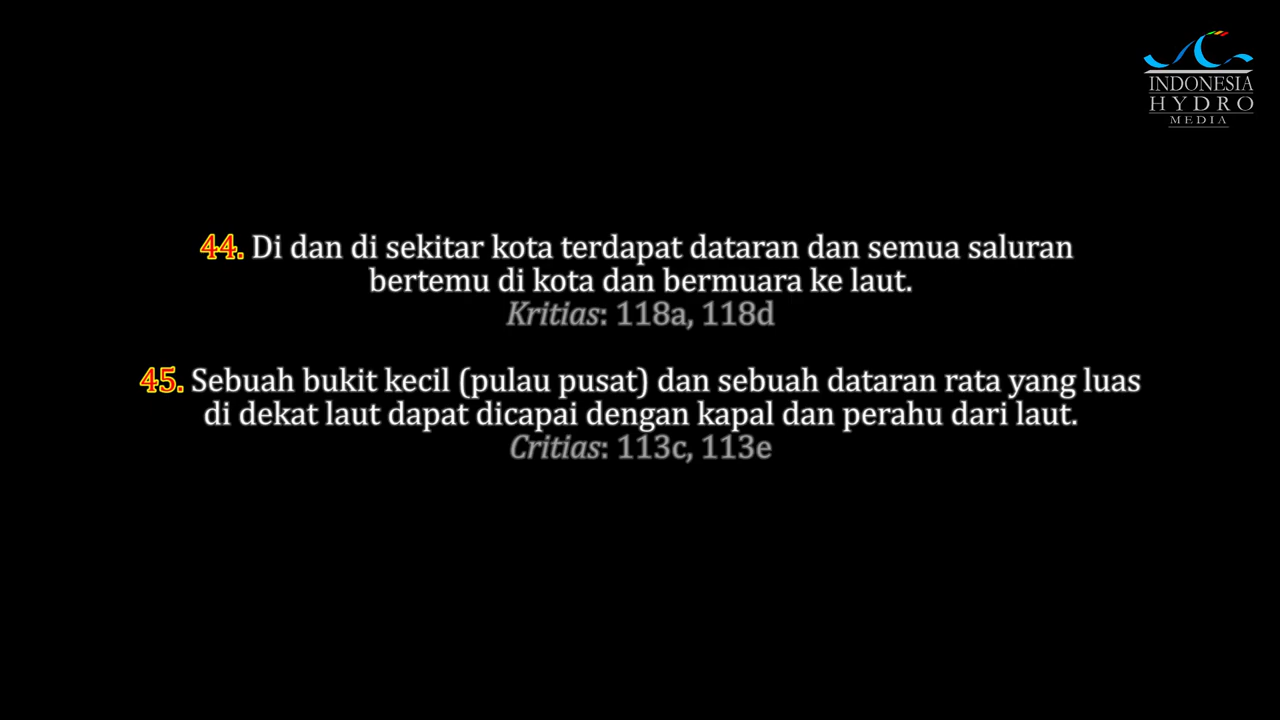 INDONESIA
HYDRO
MEDIA
44. Di dan di sekitar kota terdapat dataran dan semua saluran
bertemu di kota dan bermuara ke laut.
Kritias: 118a, 118d
45. Sebuah bukit kecil (pulau pusat) dan sebuah dataran rata yang luas
di dekat laut dapat dicapai dengan kapal dan perahu dari laut.
Critias: 113c, 113e